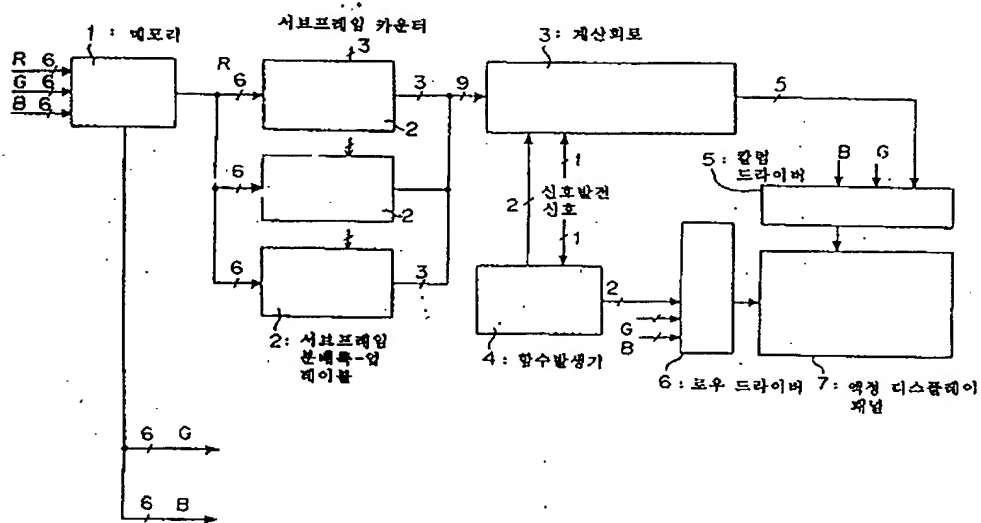 1 : 메모리
서브프레임 카운터
3 : 계산회로
R 6
G 6
B 6
R
6
3
3
9
5
2
6
2
6
3
2 : 서브프레임
분배룩-업
테이블
1
2
신호반전
신호
1
5 : 칼럼
드라이버
B G
2
G
B
4 : 함수발생기
6 : 로우 드라이버
7 : 액정 디스플레이
패널
6 G
6 B